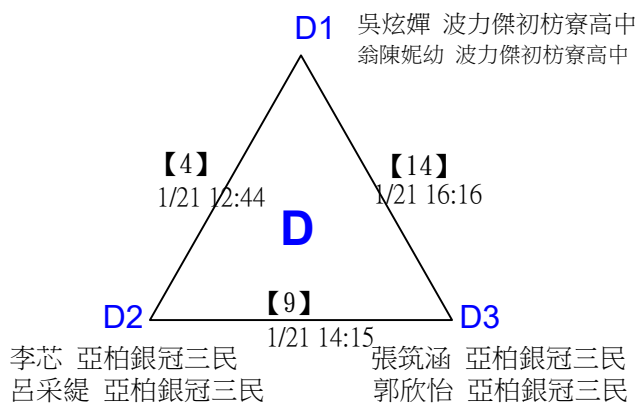 D1 吳炫嬋 波力傑初枋寮高中
翁陳妮幼 波力傑初枋寮高中
【4】 【14】
1/21 12:44 1/21 16:16
D
【9】
D2 D3
1/21 14:15
李芯 亞柏銀冠三民 張筑涵 亞柏銀冠三民
呂采緹 亞柏銀冠三民 郭欣怡 亞柏銀冠三民